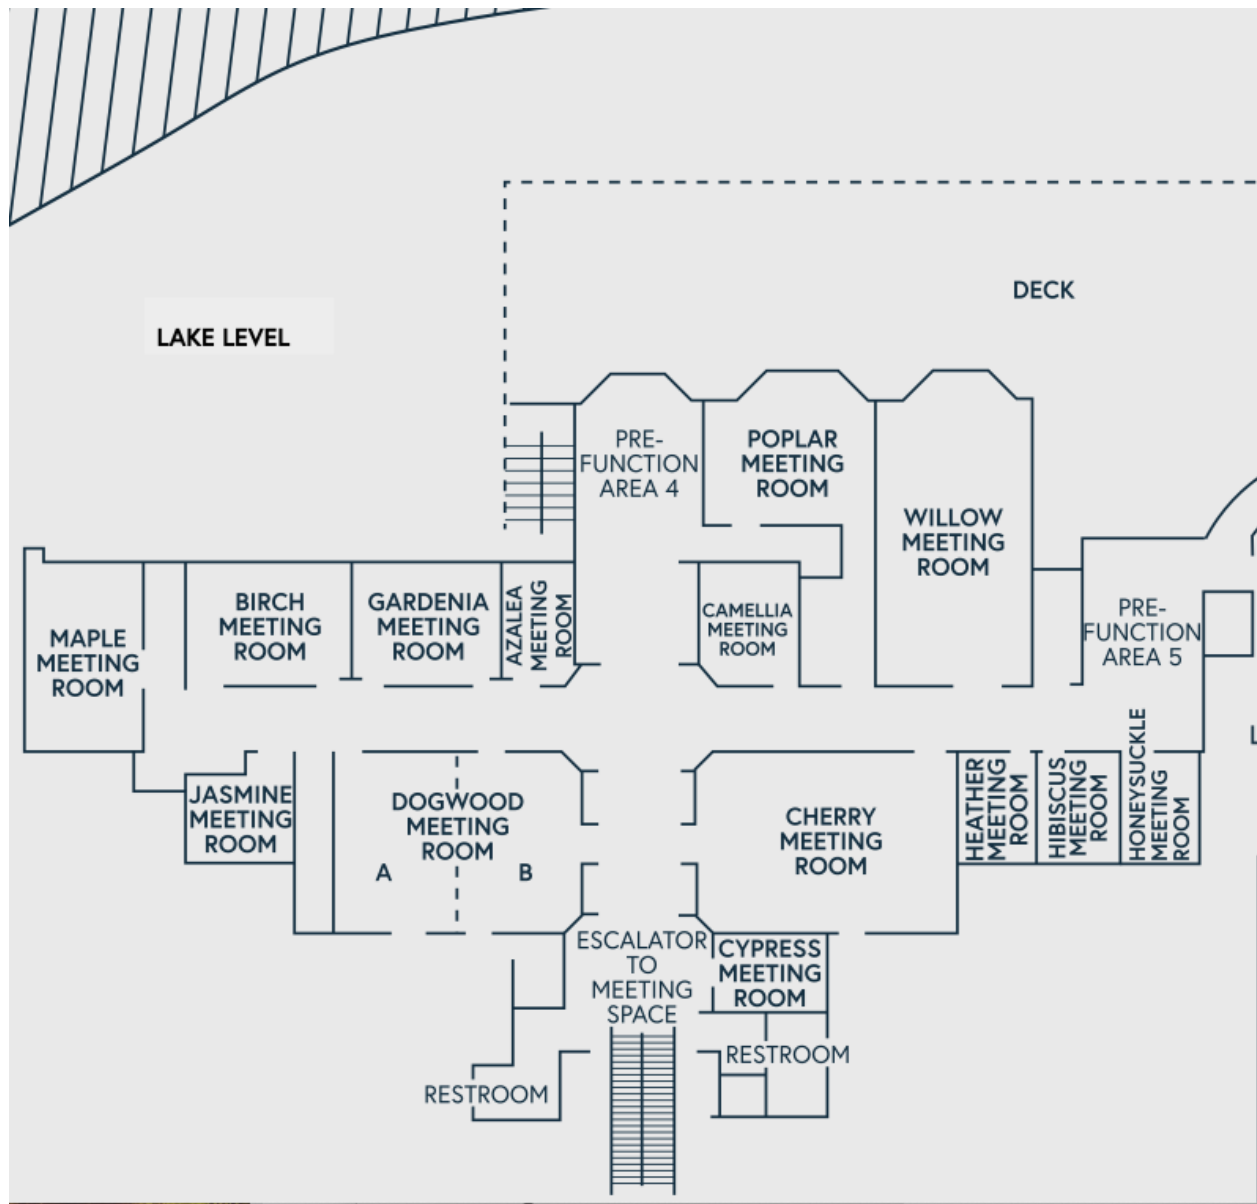 DECK
LAKE LEVEL
PRE-
FUNCTION
AREA 4
POPLAR
MEETING
ROOM
WILLOW
MEETING
ROOM
MAPLE
MEETING
ROOM
BIRCH
MEETING
ROOM
GARDENIA
MEETING
ROOM
AZALEA
MEETING
ROOM
CAMELLIA
MEETING
ROOM
PRE-
FUNCTION
AREA 5
JASMINE
MEETING
ROOM
DOGWOOD
MEETING
ROOM
A
B
CHERRY
MEETING
ROOM
HEATHER
MEETING
ROOM
HIBISCUS
MEETING
ROOM
HONEYSUCKLE
MEETING
ROOM
L
ESCALATOR
TO
MEETING
SPACE
CYPRESS
MEETING
ROOM
RESTROOM
RESTROOM